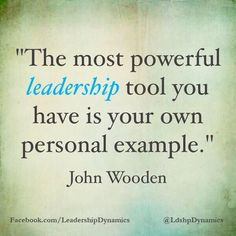 "The most powerful
leadership tool you
have is your own
personal example."
John Wooden
Facebook.com/LeadershipDynamics @LdshpDynamics